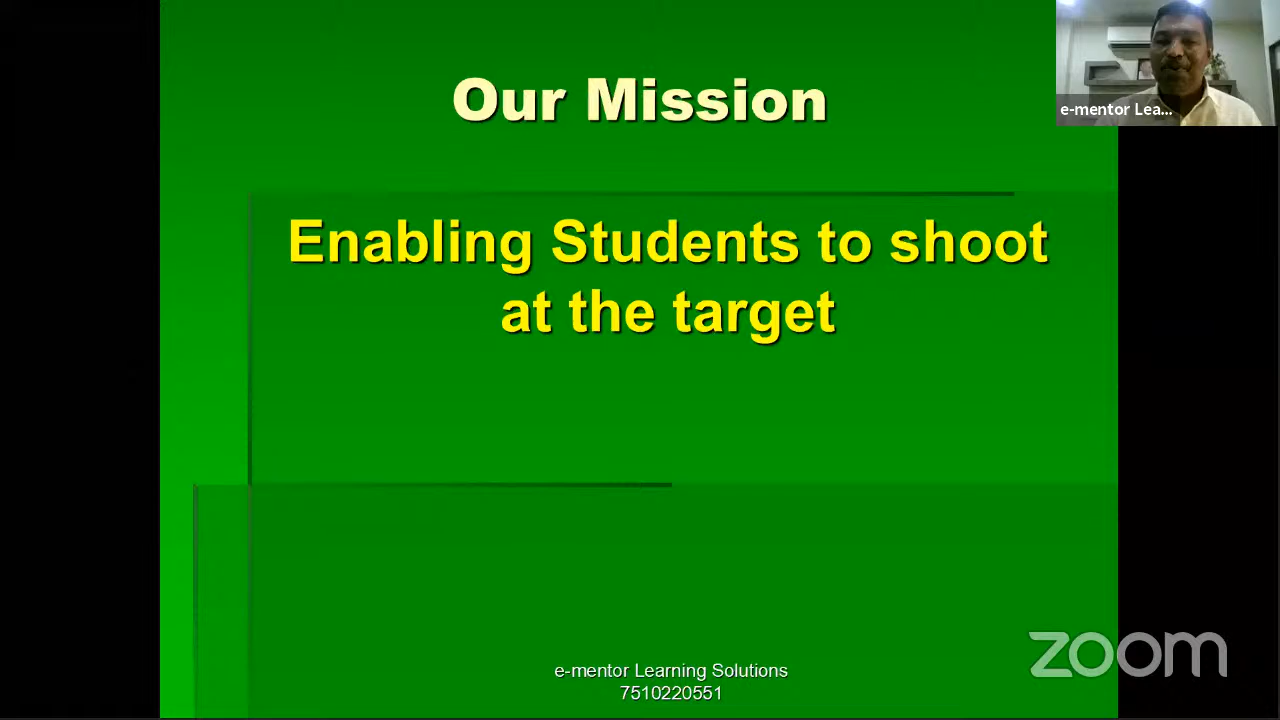 Our Mission
e-mentor Lea...
Enabling Students to shoot
at the target
zoom
e-mentor Learning Solutions
7510220551